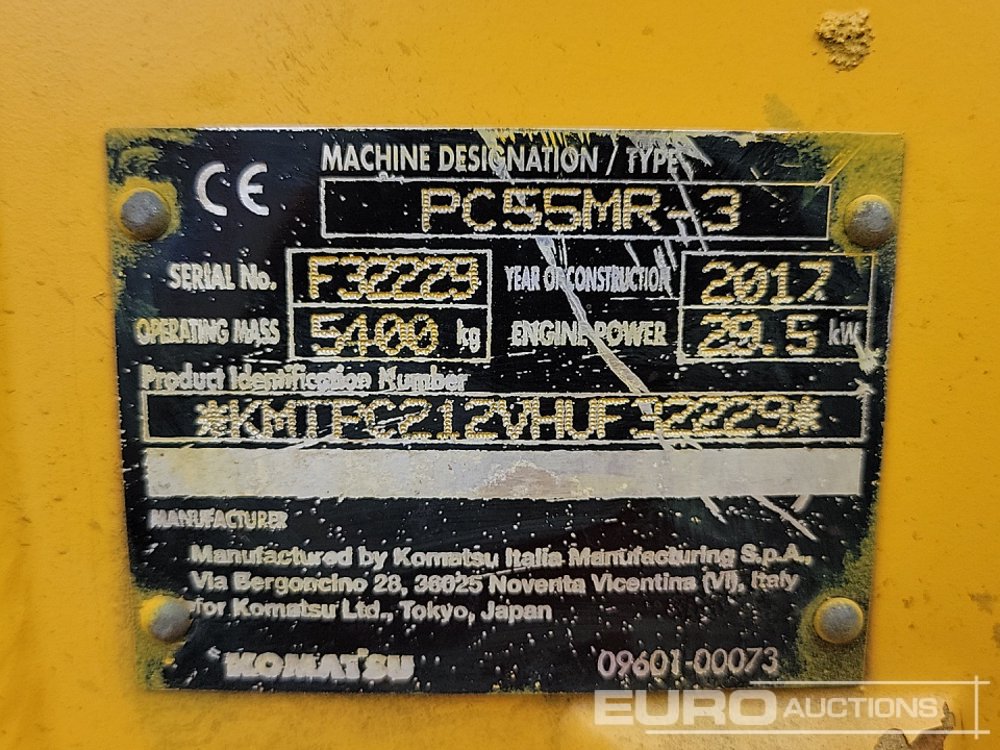 CE
MACHINE DESIGNATION / TYPE
PC55MR-3
SERIAL No. F32229 YEAR OF CONSTRUCTION 2017
OPERATING MASS 5400 kg ENGINE POWER 29.5 kW
Product Identification Number
*KMTPC212VHUF32229*
MANUFACTURER
Manufactured by Komatsu Italia Manufacturing S.p.A.,
Via Bergoncino 28, 36025 Noventa Vicentina (VI), Italy
for Komatsu Ltd., Tokyo, Japan
KOMATSU 09601-00073
EURO AUCTIONS